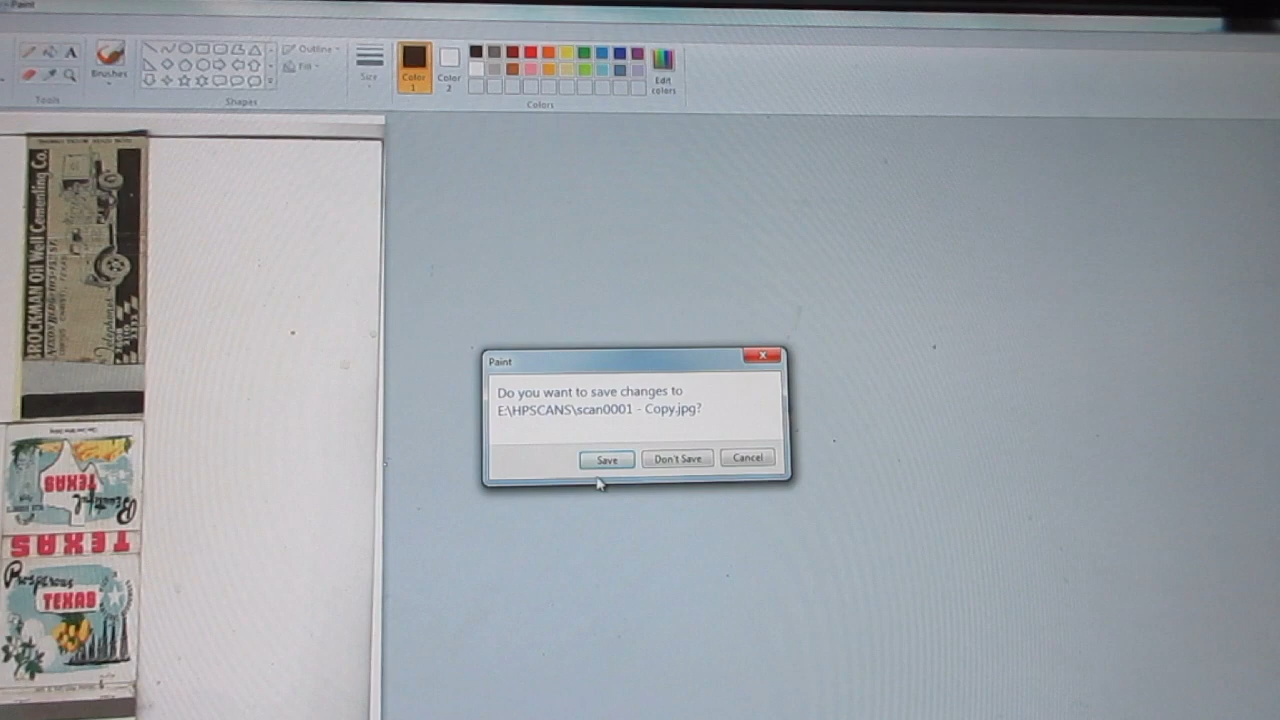 Paint
A
Brushes
Outline
Fill
Size
Color
1
Color
2
Edit
colors
Tools
Shapes
Colors
BROCKMAN Oil Well Cementing Co.
Telephones
Beautiful
TEXAS
TEXAS
Prosperous
TEXAS
Paint
Do you want to save changes to
E:\HPSCANS\scan0001 - Copy.jpg?
Save
Don't Save
Cancel